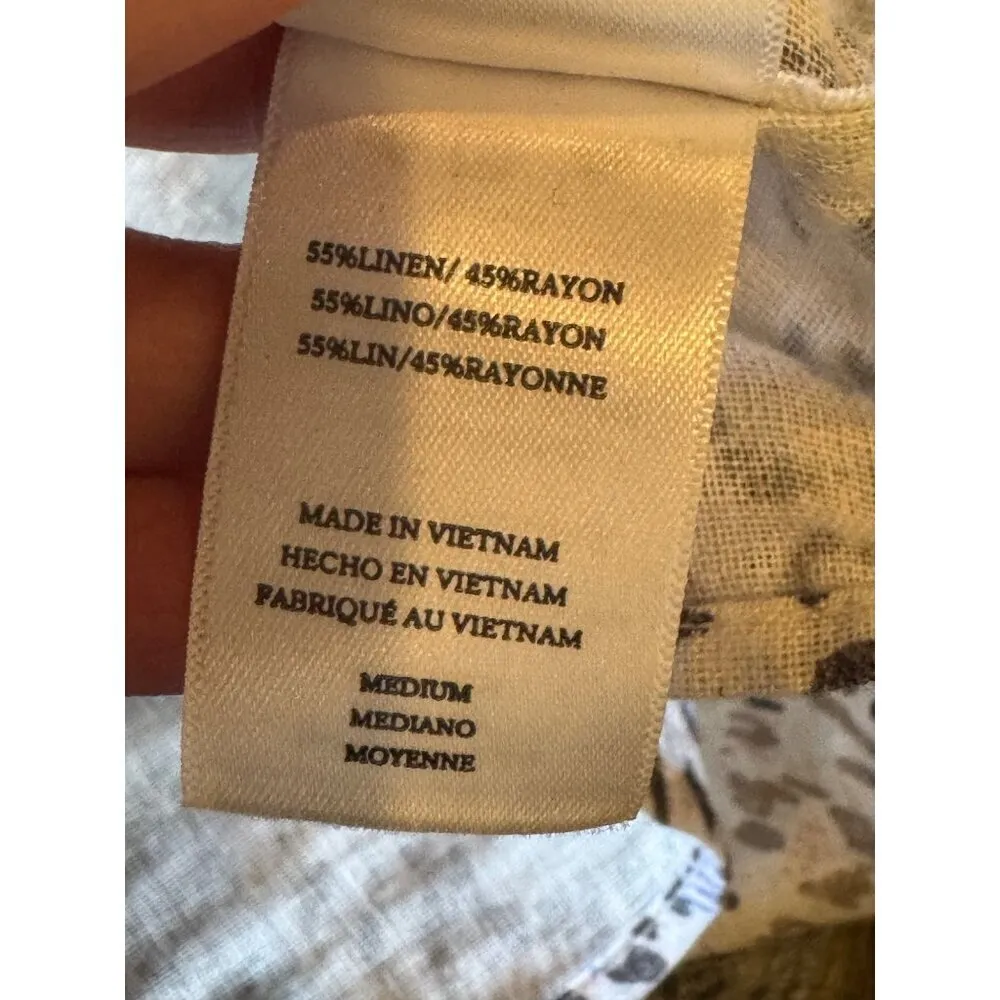 55%LINEN/ 45%RAYON
55%LINO/45%RAYON
55%LIN/45%RAYONNE
MADE IN VIETNAM
HECHO EN VIETNAM
FABRIQUÉ AU VIETNAM
MEDIUM
MEDIANO
MOYENNE